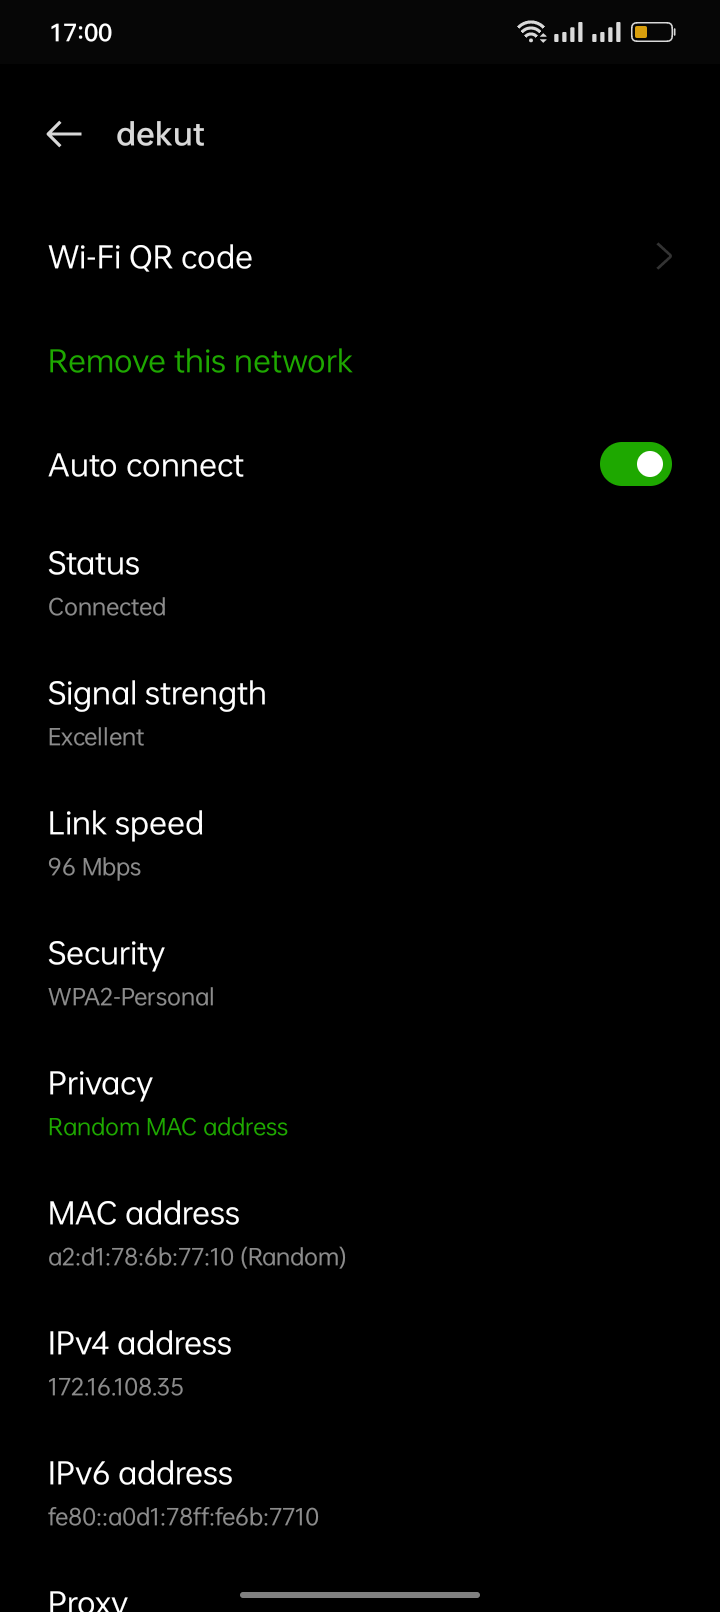 17:00
dekut
Wi-Fi QR code
Remove this network
Auto connect
Status
Connected
Signal strength
Excellent
Link speed
96 Mbps
Security
WPA2-Personal
Privacy
Random MAC address
MAC address
a2:d1:78:6b:77:10 (Random)
IPv4 address
172.16.108.35
IPv6 address
fe80::a0d1:78ff:fe6b:7710
Proxy